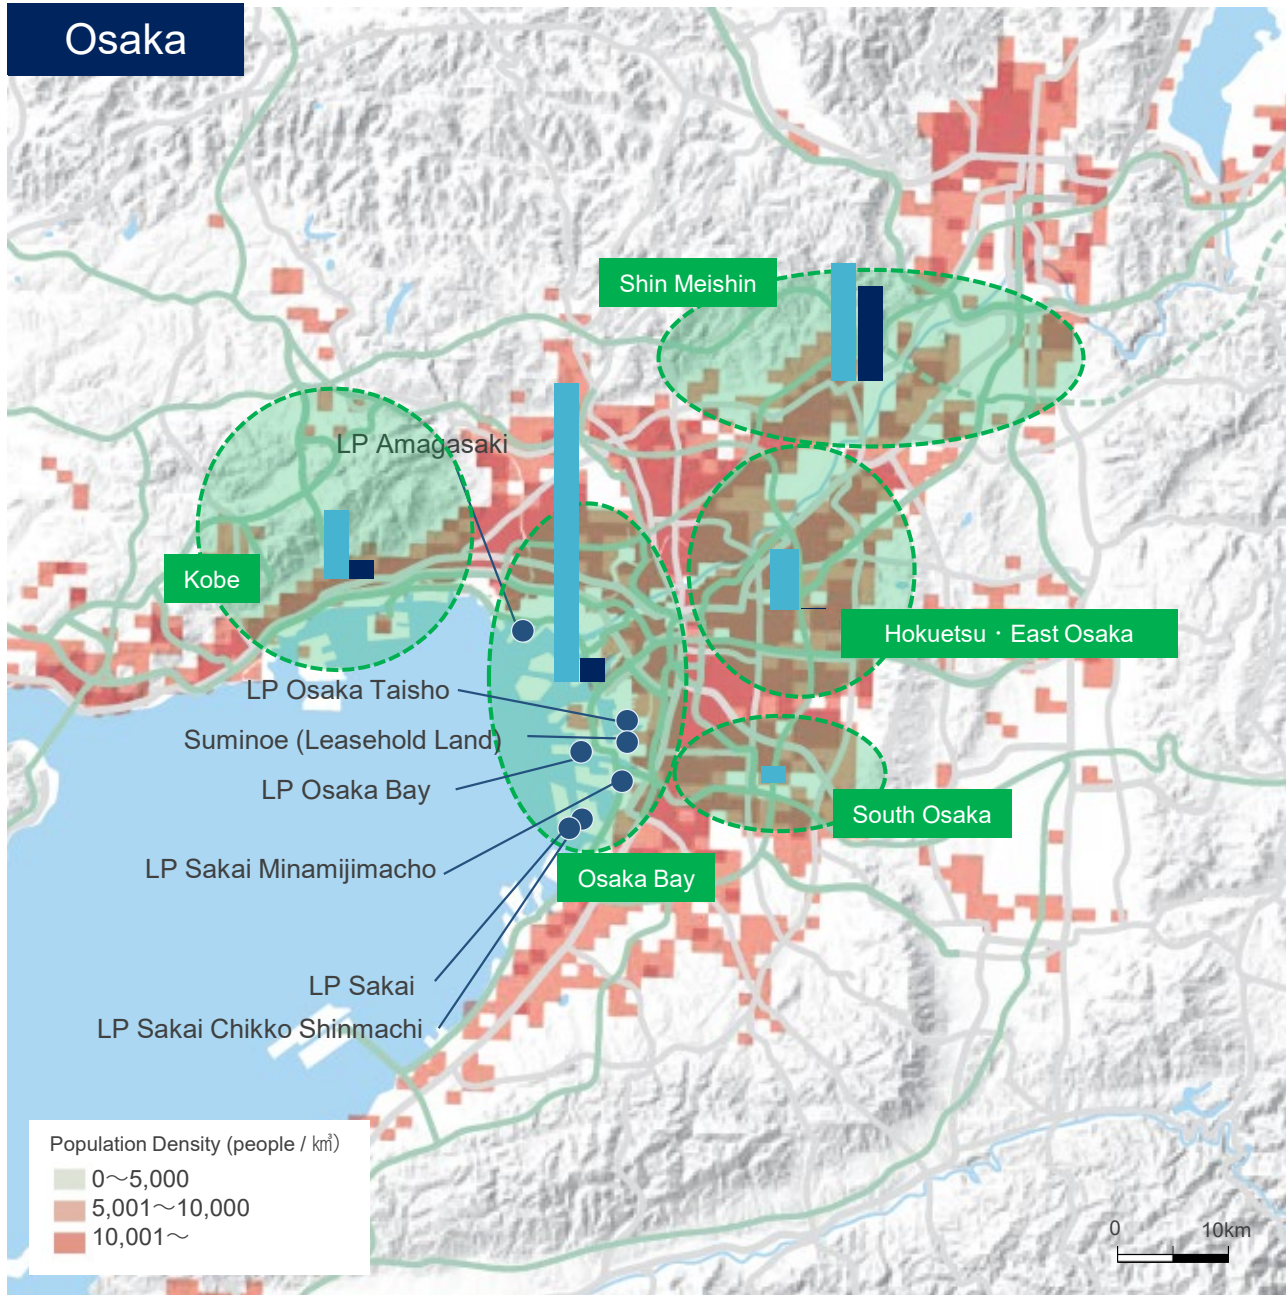 Osaka
Shin Meishin
LP Amagasaki
Kobe
Hokuetsu・East Osaka
LP Osaka Taisho
Suminoe (Leasehold Land)
LP Osaka Bay
South Osaka
LP Sakai Minamijimacho
Osaka Bay
LP Sakai
LP Sakai Chikko Shinmachi
Population Density (people / k㎥)
0～5,000
5,001～10,000
10,001～
0 10km